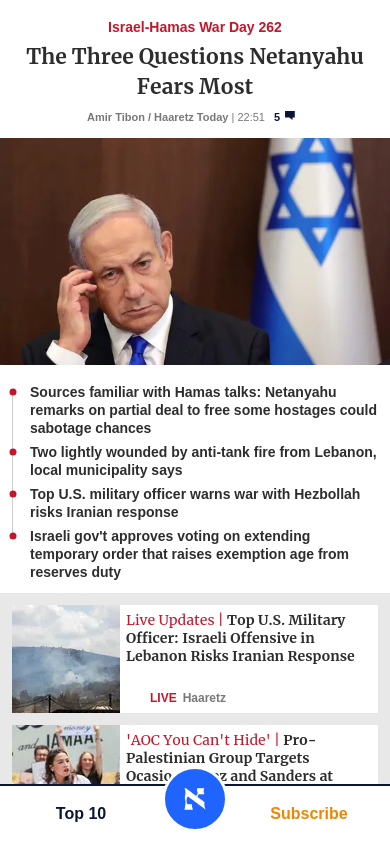 Israel-Hamas War Day 262
The Three Questions Netanyahu
Fears Most
Amir Tibon / Haaretz Today | 22:51 5
Sources familiar with Hamas talks: Netanyahu
remarks on partial deal to free some hostages could
sabotage chances
Two lightly wounded by anti-tank fire from Lebanon,
local municipality says
Top U.S. military officer warns war with Hezbollah
risks Iranian response
Israeli gov't approves voting on extending
temporary order that raises exemption age from
reserves duty
Live Updates | Top U.S. Military
Officer: Israeli Offensive in
Lebanon Risks Iranian Response
LIVE Haaretz
'AOC You Can't Hide' | Pro-
Palestinian Group Targets
and Sanders at
Top 10
Subscribe